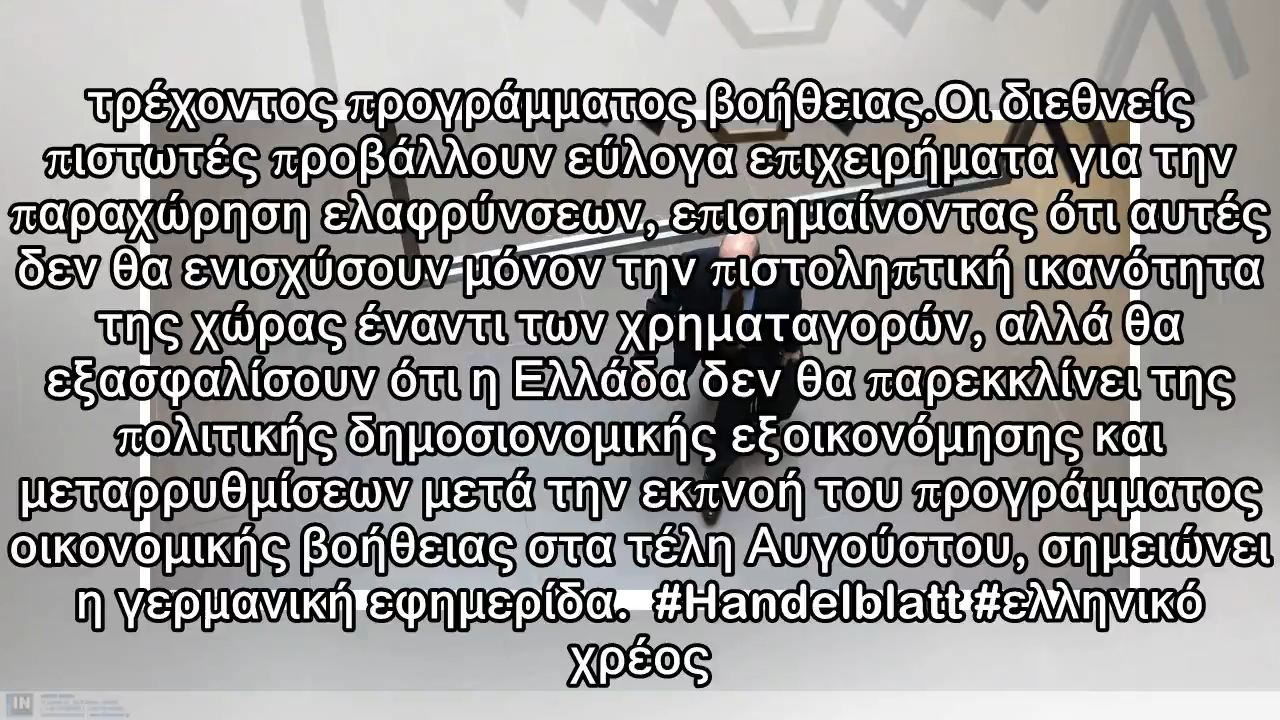 τρέχοντος προγράμματος βοήθειας.Οι διεθνείς
πιστωτές προβάλλουν εύλογα επιχειρήματα για την
παραχώρηση ελαφρύνσεων, επισημαίνοντας ότι αυτές
δεν θα ενισχύσουν μόνον την πιστοληπτική ικανότητα
της χώρας έναντι των χρηματαγορών, αλλά θα
εξασφαλίσουν ότι η Ελλάδα δεν θα παρεκκλίνει της
πολιτικής δημοσιονομικής εξοικονόμησης και
μεταρρυθμίσεων μετά την εκπνοή του προγράμματος
οικονομικής βοήθειας στα τέλη Αυγούστου, σημειώνει
η γερμανική εφημερίδα. #Handelblatt #ελληνικό
χρέος
IN